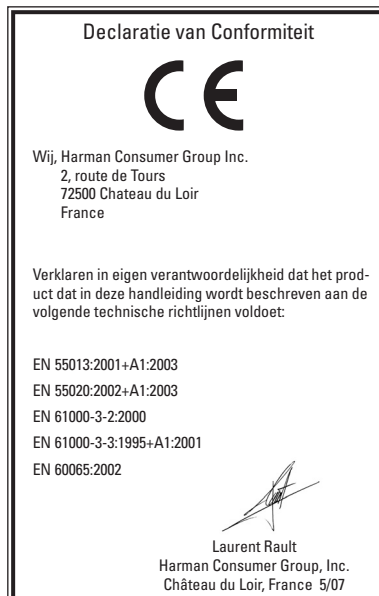 Declaratie van Conformiteit
CE
Wij, Harman Consumer Group Inc.
2, route de Tours
72500 Chateau du Loir
France
Verklaren in eigen verantwoordelijkheid dat het prod-
uct dat in deze handleiding wordt beschreven aan de
volgende technische richtlijnen voldoet:
EN 55013:2001+A1:2003
EN 55020:2002+A1:2003
EN 61000-3-2:2000
EN 61000-3-3:1995+A1:2001
EN 60065:2002
Laurent Rault
Harman Consumer Group, Inc.
Château du Loir, France 5/07